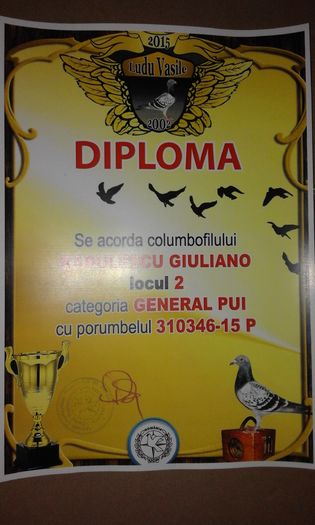 2015
Ludu Vasile
2002
DIPLOMA
Se acorda columbofilului
GIULIANO
locul 2
categoria GENERAL PUI
cu porumbelul 310346-15 P